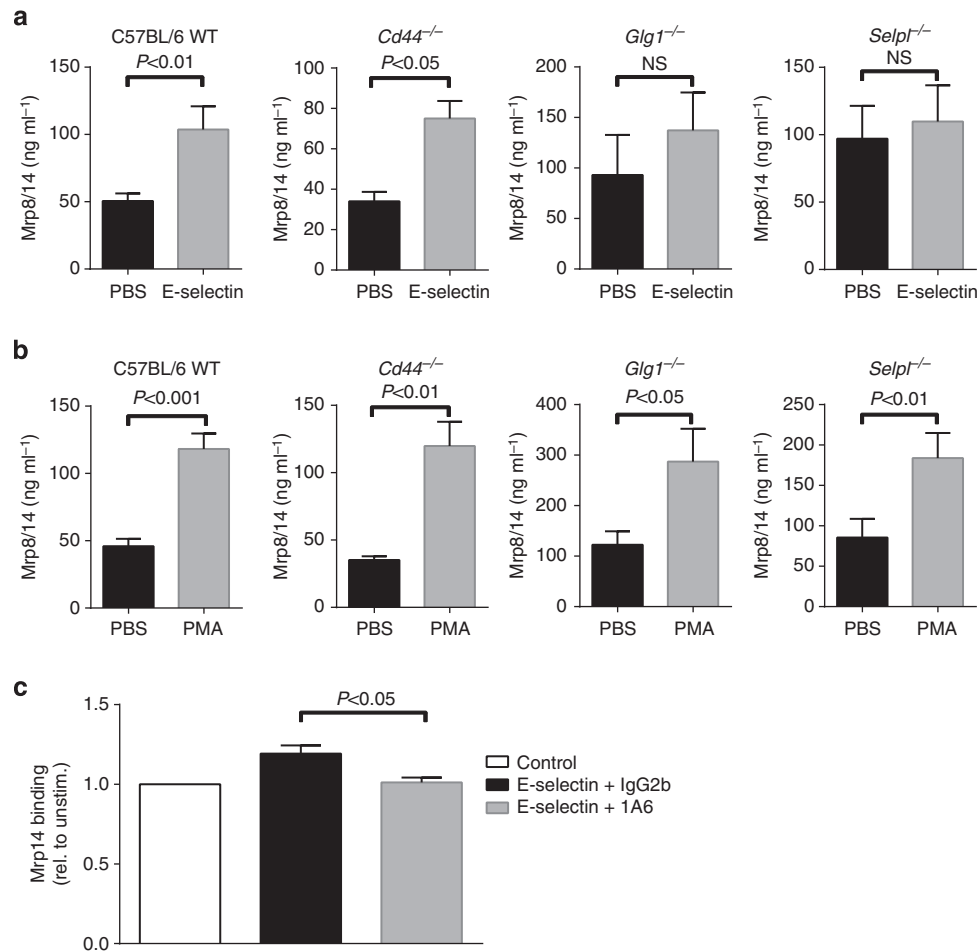 a
C57BL/6 WT
P<0.01
Mrp8/14 (ng ml⁻¹)
150
100
50
0
PBS E-selectin
Cd44⁻/⁻
P<0.05
Mrp8/14 (ng ml⁻¹)
100
80
60
40
20
0
PBS E-selectin
Glg1⁻/⁻
NS
Mrp8/14 (ng ml⁻¹)
200
150
100
50
0
PBS E-selectin
Selpl⁻/⁻
NS
Mrp8/14 (ng ml⁻¹)
150
100
50
0
PBS E-selectin
b
C57BL/6 WT
P<0.001
Mrp8/14 (ng ml⁻¹)
150
100
50
0
PBS PMA
Cd44⁻/⁻
P<0.01
Mrp8/14 (ng ml⁻¹)
150
100
50
0
PBS PMA
Glg1⁻/⁻
P<0.05
Mrp8/14 (ng ml⁻¹)
400
300
200
100
0
PBS PMA
Selpl⁻/⁻
P<0.01
Mrp8/14 (ng ml⁻¹)
250
200
150
100
50
0
PBS PMA
c
P<0.05
Mrp14 binding
(rel. to unstim.)
1.5
1.0
0.5
0.0
Control
E-selectin + IgG2b
E-selectin + 1A6